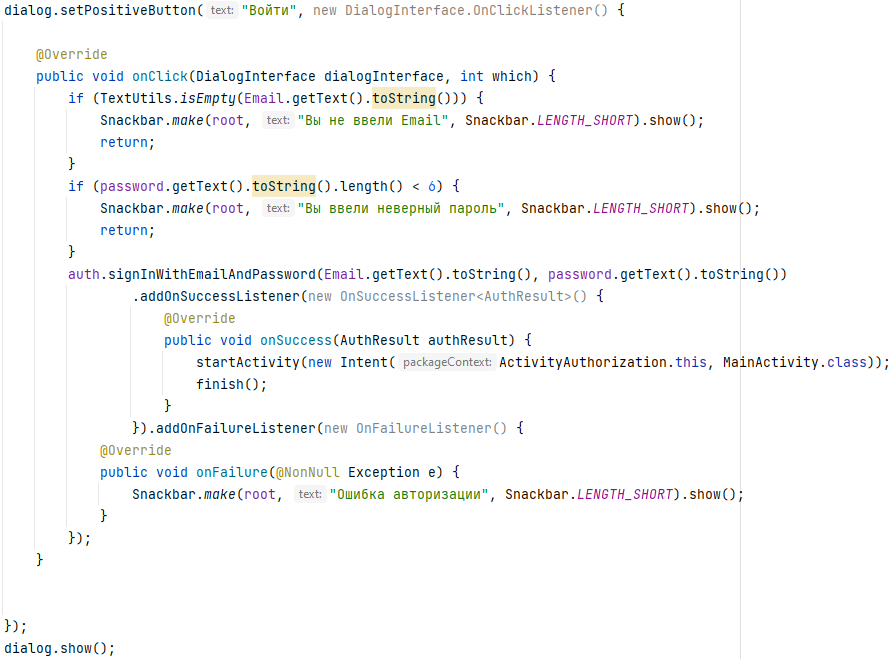 dialog.setPositiveButton( text: "Войти", new DialogInterface.OnClickListener() {
@Override
public void onClick(DialogInterface dialogInterface, int which) {
if (TextUtils.isEmpty(Email.getText().toString())) {
Snackbar.make(root, text: "Вы не ввели Email", Snackbar.LENGTH_SHORT).show();
return;
}
if (password.getText().toString().length() < 6) {
Snackbar.make(root, text: "Вы ввели неверный пароль", Snackbar.LENGTH_SHORT).show();
return;
}
auth.signInWithEmailAndPassword(Email.getText().toString(), password.getText().toString())
.addOnSuccessListener(new OnSuccessListener<AuthResult>() {
@Override
public void onSuccess(AuthResult authResult) {
startActivity(new Intent( packageContext: ActivityAuthorization.this, MainActivity.class));
finish();
}
}).addOnFailureListener(new OnFailureListener() {
@Override
public void onFailure(@NonNull Exception e) {
Snackbar.make(root, text: "Ошибка авторизации", Snackbar.LENGTH_SHORT).show();
}
});
}
});
dialog.show();